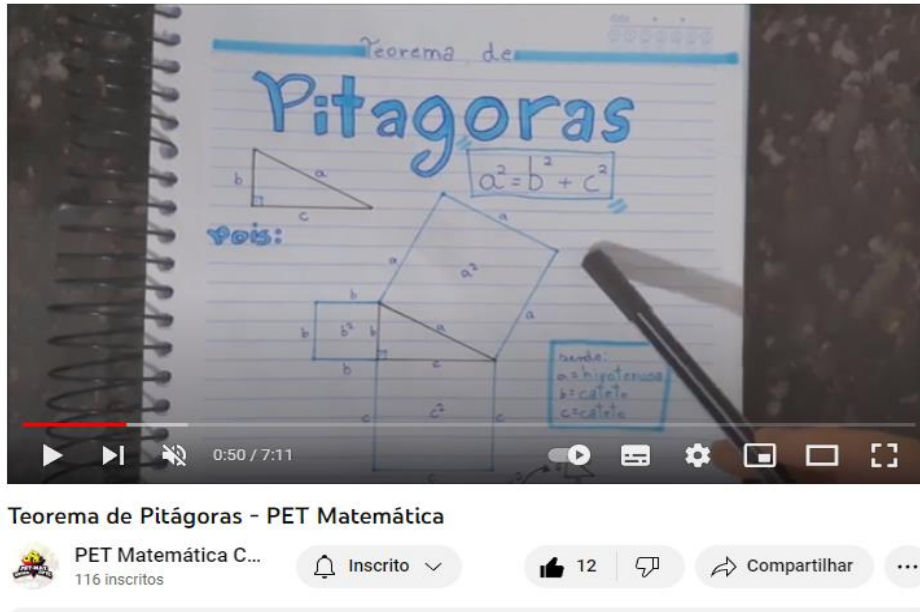 Teorema de
Pitagoras
a² = b² + c²
b
a
c
Pois:
a
a
a²
a
b
b
b²
b
a
b
c
c
c²
c
sendo:
a = hipotenusa
b = cateto
c = cateto
0:50 / 7:11
Teorema de Pitágoras - PET Matemática
PET Matemática C...
116 inscritos
Inscrito
12
Compartilhar